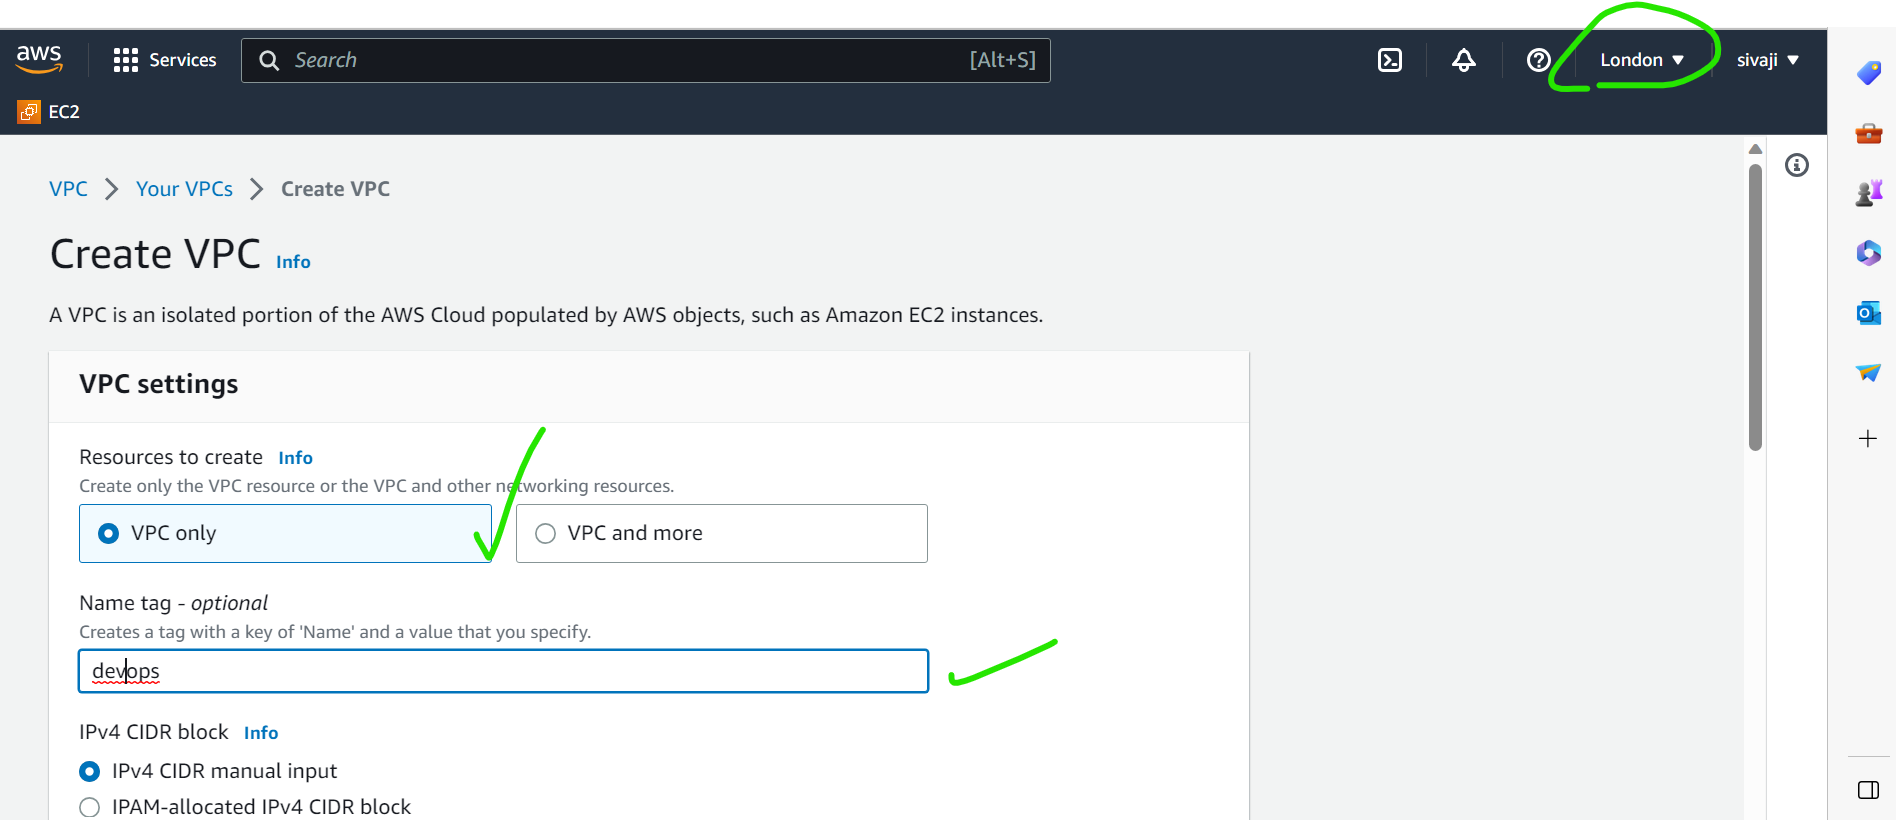 aws Services Search [Alt+S] London ▼ sivaji ▼
EC2
VPC > Your VPCs > Create VPC
Create VPC Info
A VPC is an isolated portion of the AWS Cloud populated by AWS objects, such as Amazon EC2 instances.
VPC settings
Resources to create Info
Create only the VPC resource or the VPC and other networking resources.
VPC only VPC and more
Name tag - optional
Creates a tag with a key of 'Name' and a value that you specify.
devops
IPv4 CIDR block Info
IPv4 CIDR manual input
IPAM-allocated IPv4 CIDR block